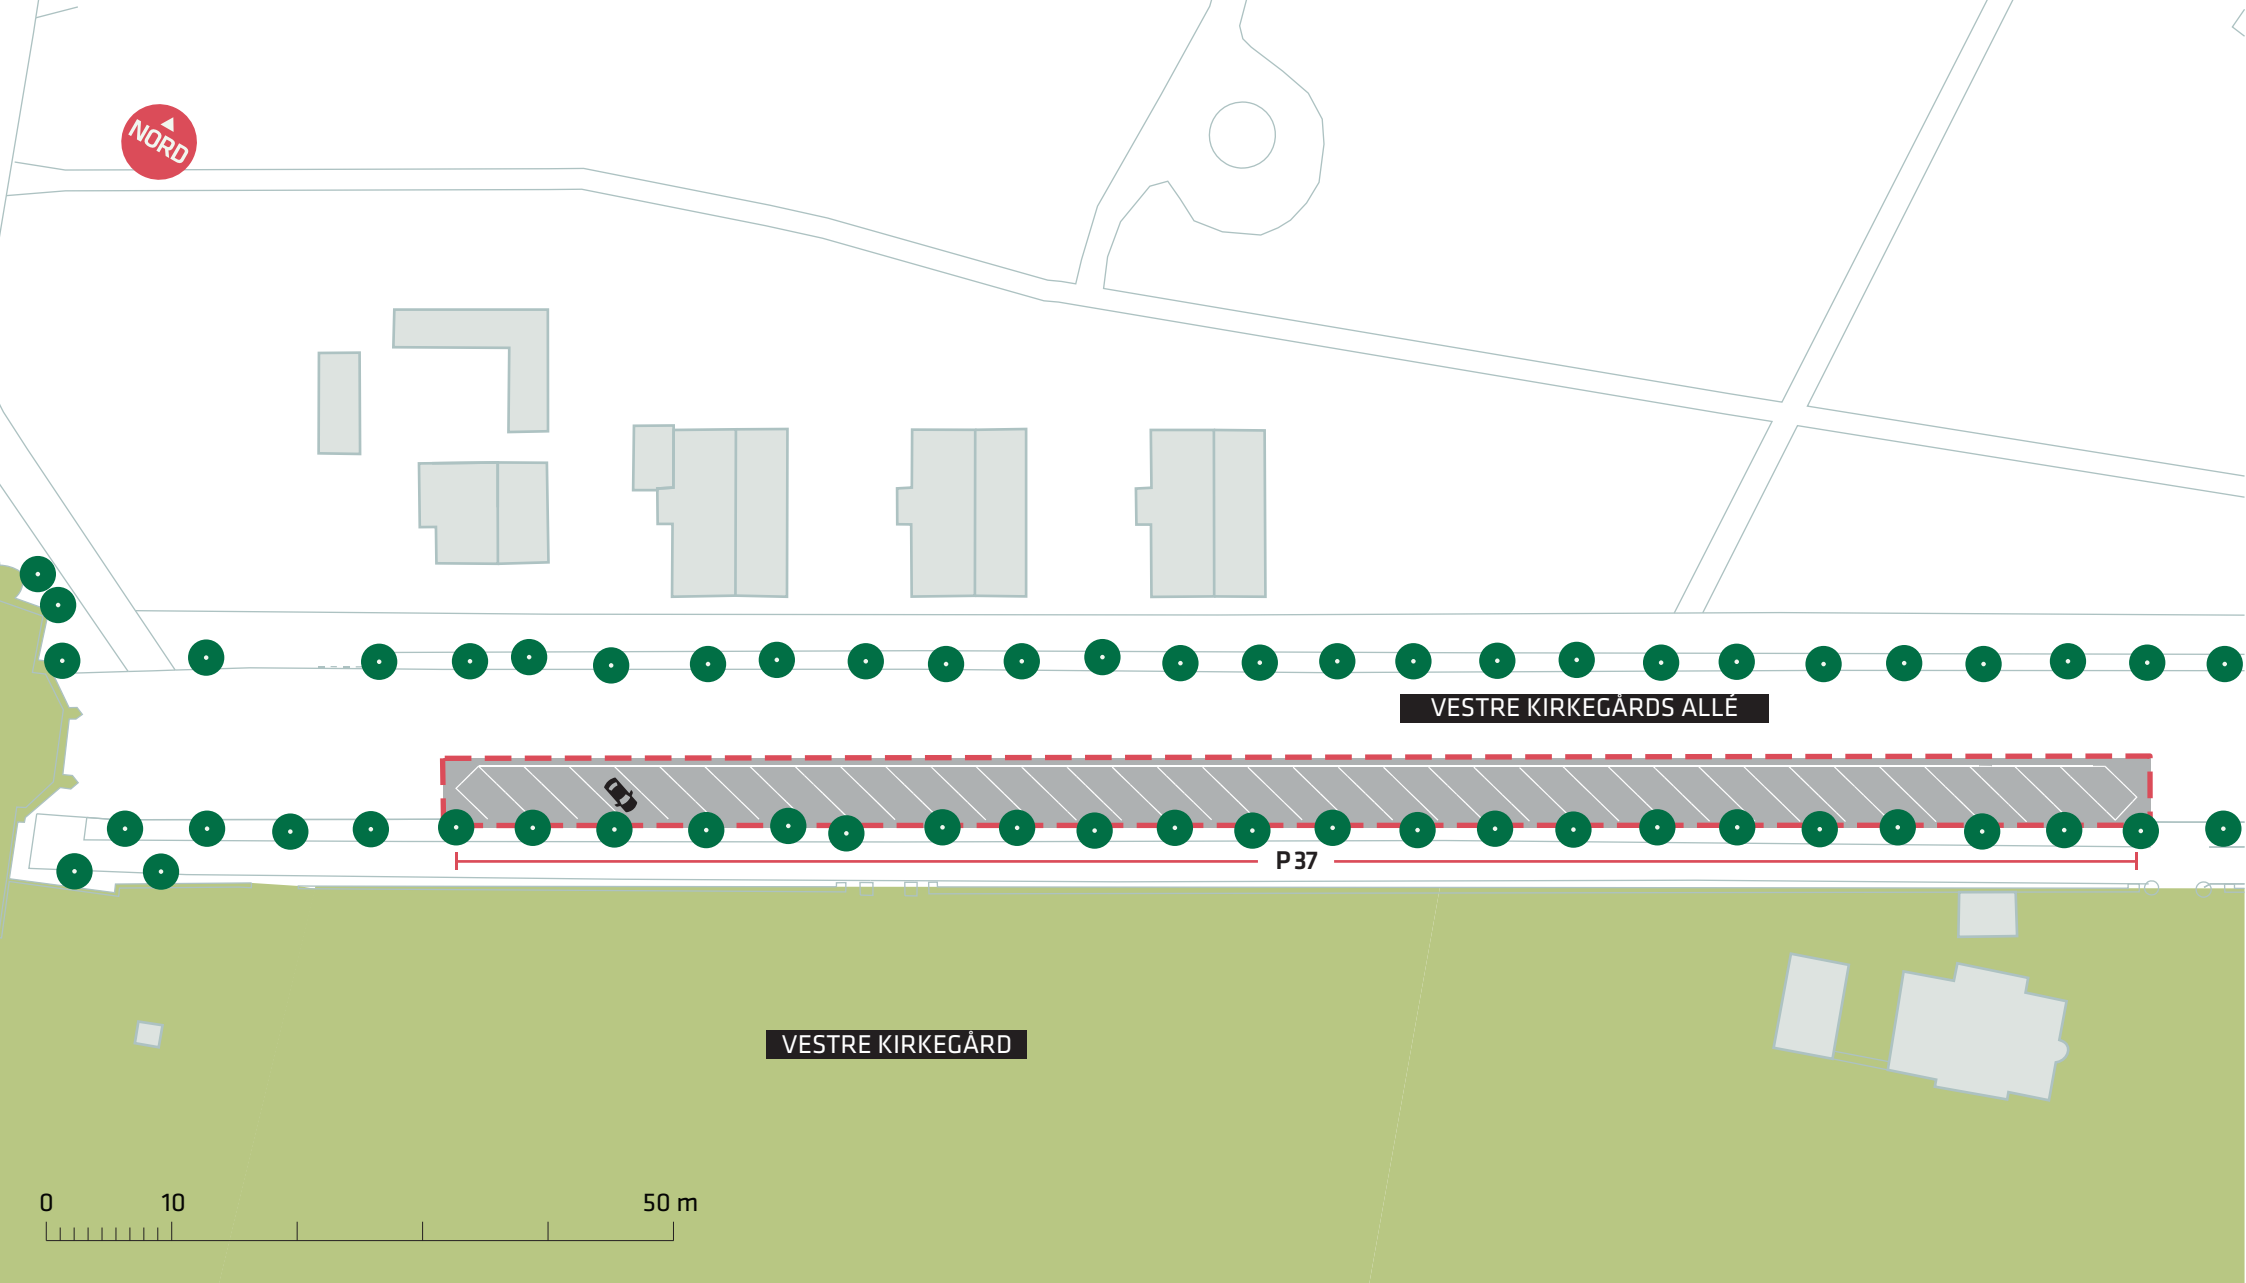 NORD
VESTRE KIRKEGÅRDS ALLÉ
P 37
VESTRE KIRKEGÅRD
0 10 50 m